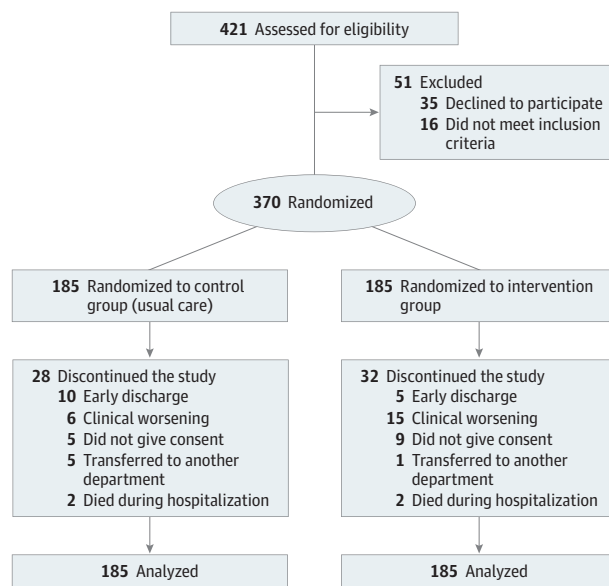 421 Assessed for eligibility
51 Excluded
35 Declined to participate
16 Did not meet inclusion
criteria
370 Randomized
185 Randomized to control
group (usual care)
185 Randomized to intervention
group
28 Discontinued the study
10 Early discharge
6 Clinical worsening
5 Did not give consent
5 Transferred to another
department
2 Died during hospitalization
32 Discontinued the study
5 Early discharge
15 Clinical worsening
9 Did not give consent
1 Transferred to another
department
2 Died during hospitalization
185 Analyzed
185 Analyzed